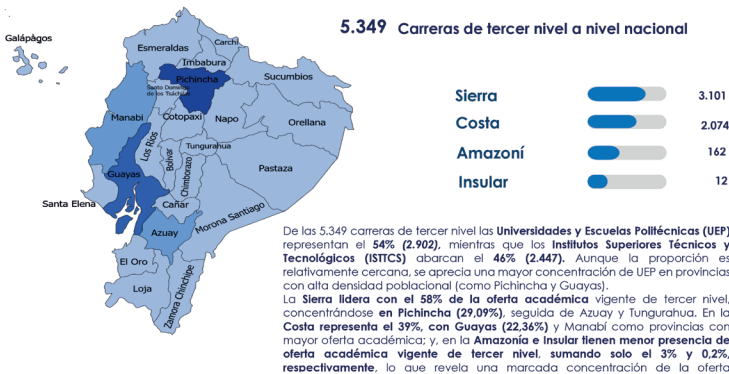 5.349 Carreras de tercer nivel a nivel nacional
Galápagos
Esmeraldas
Carchi
Imbabura
Pichincha
Sucumbios
Santo Domingo
de los Tsáchilas
Manabi
Cotopaxi
Napo
Orellana
Los Rios
Tungurahua
Bolivar
Chimborazo
Pastaza
Guayas
Santa Elena
Cañar
Morona Santiago
Azuay
El Oro
Loja
Zamora Chinchipe
Sierra 3.101
Costa 2.074
Amazoní 162
Insular 12
De las 5.349 carreras de tercer nivel las Universidades y Escuelas Politécnicas (UEP)
representan el 54% (2.902), mientras que los Institutos Superiores Técnicos y
Tecnológicos (ISTTCS) abarcan el 46% (2.447). Aunque la proporción es
relativamente cercana, se aprecia una mayor concentración de UEP en provincias
con alta densidad poblacional (como Pichincha y Guayas).
La Sierra lidera con el 58% de la oferta académica vigente de tercer nivel,
concentrándose en Pichincha (29,09%), seguida de Azuay y Tungurahua. En la
Costa representa el 39%, con Guayas (22,36%) y Manabí como provincias con
mayor oferta académica; y, en la Amazonía e Insular tienen menor presencia de
oferta académica vigente de tercer nivel, sumando solo el 3% y 0,2%,
respectivamente, lo que revela una marcada concentración de la oferta